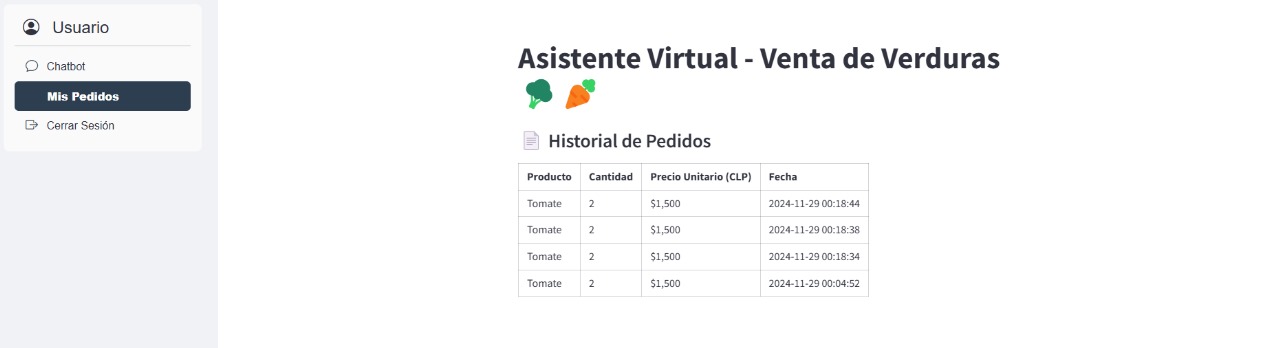 Usuario
Chatbot
Mis Pedidos
Cerrar Sesión
Asistente Virtual - Venta de Verduras
Historial de Pedidos
Producto Cantidad Precio Unitario (CLP) Fecha
Tomate 2 $1,500 2024-11-29 00:18:44
Tomate 2 $1,500 2024-11-29 00:18:38
Tomate 2 $1,500 2024-11-29 00:18:34
Tomate 2 $1,500 2024-11-29 00:04:52